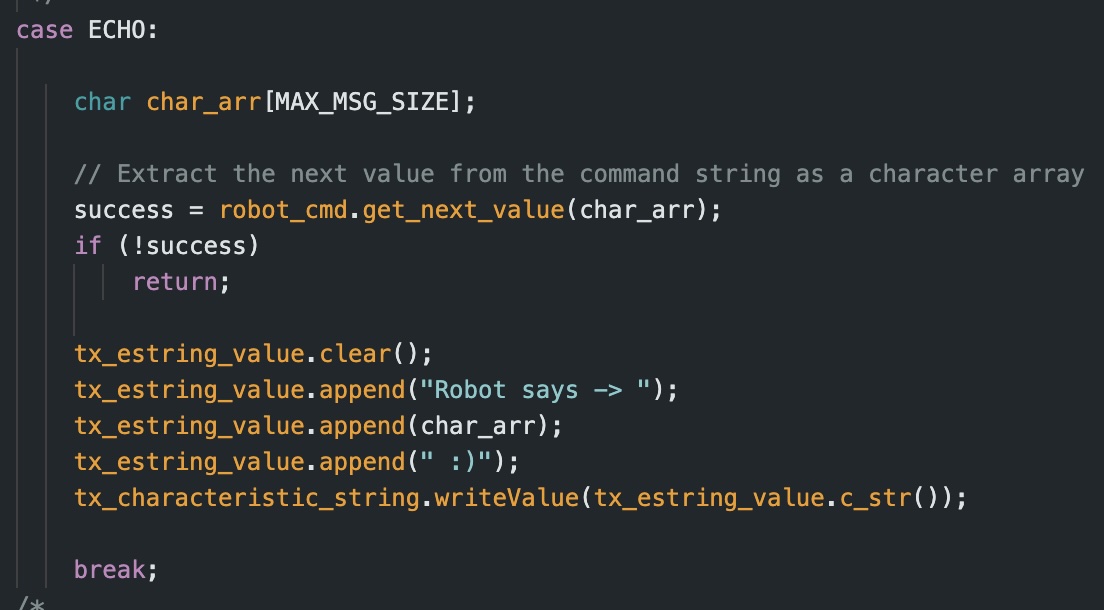 case ECHO:
char char_arr[MAX_MSG_SIZE];
// Extract the next value from the command string as a character array
success = robot_cmd.get_next_value(char_arr);
if (!success)
return;
tx_estring_value.clear();
tx_estring_value.append("Robot says -> ");
tx_estring_value.append(char_arr);
tx_estring_value.append(" :)");
tx_characteristic_string.writeValue(tx_estring_value.c_str());
break;
/*